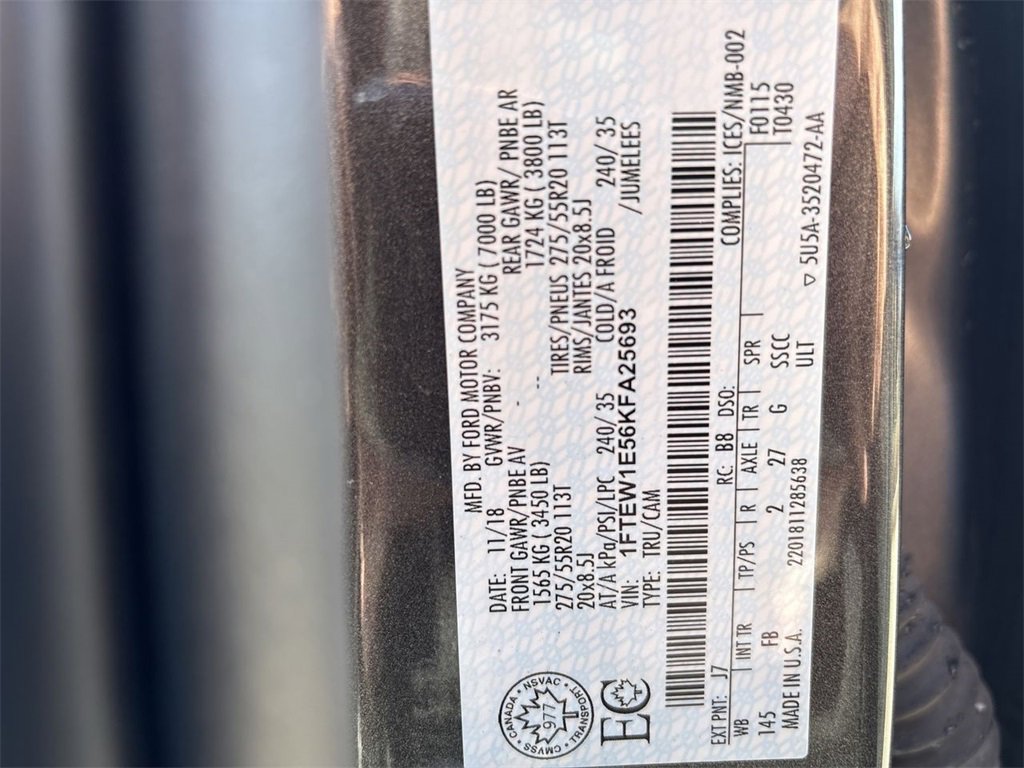 MFD. BY FORD MOTOR COMPANY
DATE: 11/18 GWVR/PNBV: 3175 KG ( 7000 LB)
FRONT GAWR/PNBE AV REAR GAWR/ PNBE AR
1565 KG ( 3450 LB) - -- 1724 KG ( 3800 LB)
275/55R20 113T TIRES/PNEUS 275/55R20 113T
20x8.5J RIMS/JANTES 20x8.5J
AT/A kPa/PSI/LPC 240/ 35 COLD/A FROID 240/ 35
VIN: 1FTEW1E56KFA25693 /JUMELEES
TYPE: TRU/CAM
CANADA
• NSVAC •
977
CMVSS
TRANSPORT
EC
EXT PNT: J7 RC: B8 DSO: COMPLIES: ICES/NMB-002
WB INT TR TP/PS R AXLE TR SPR F0115
145 FB 2 27 G SSCC T0430
MADE IN U.S.A. 220181128563​8 ULT ▽ 5U5A-3520472-AA